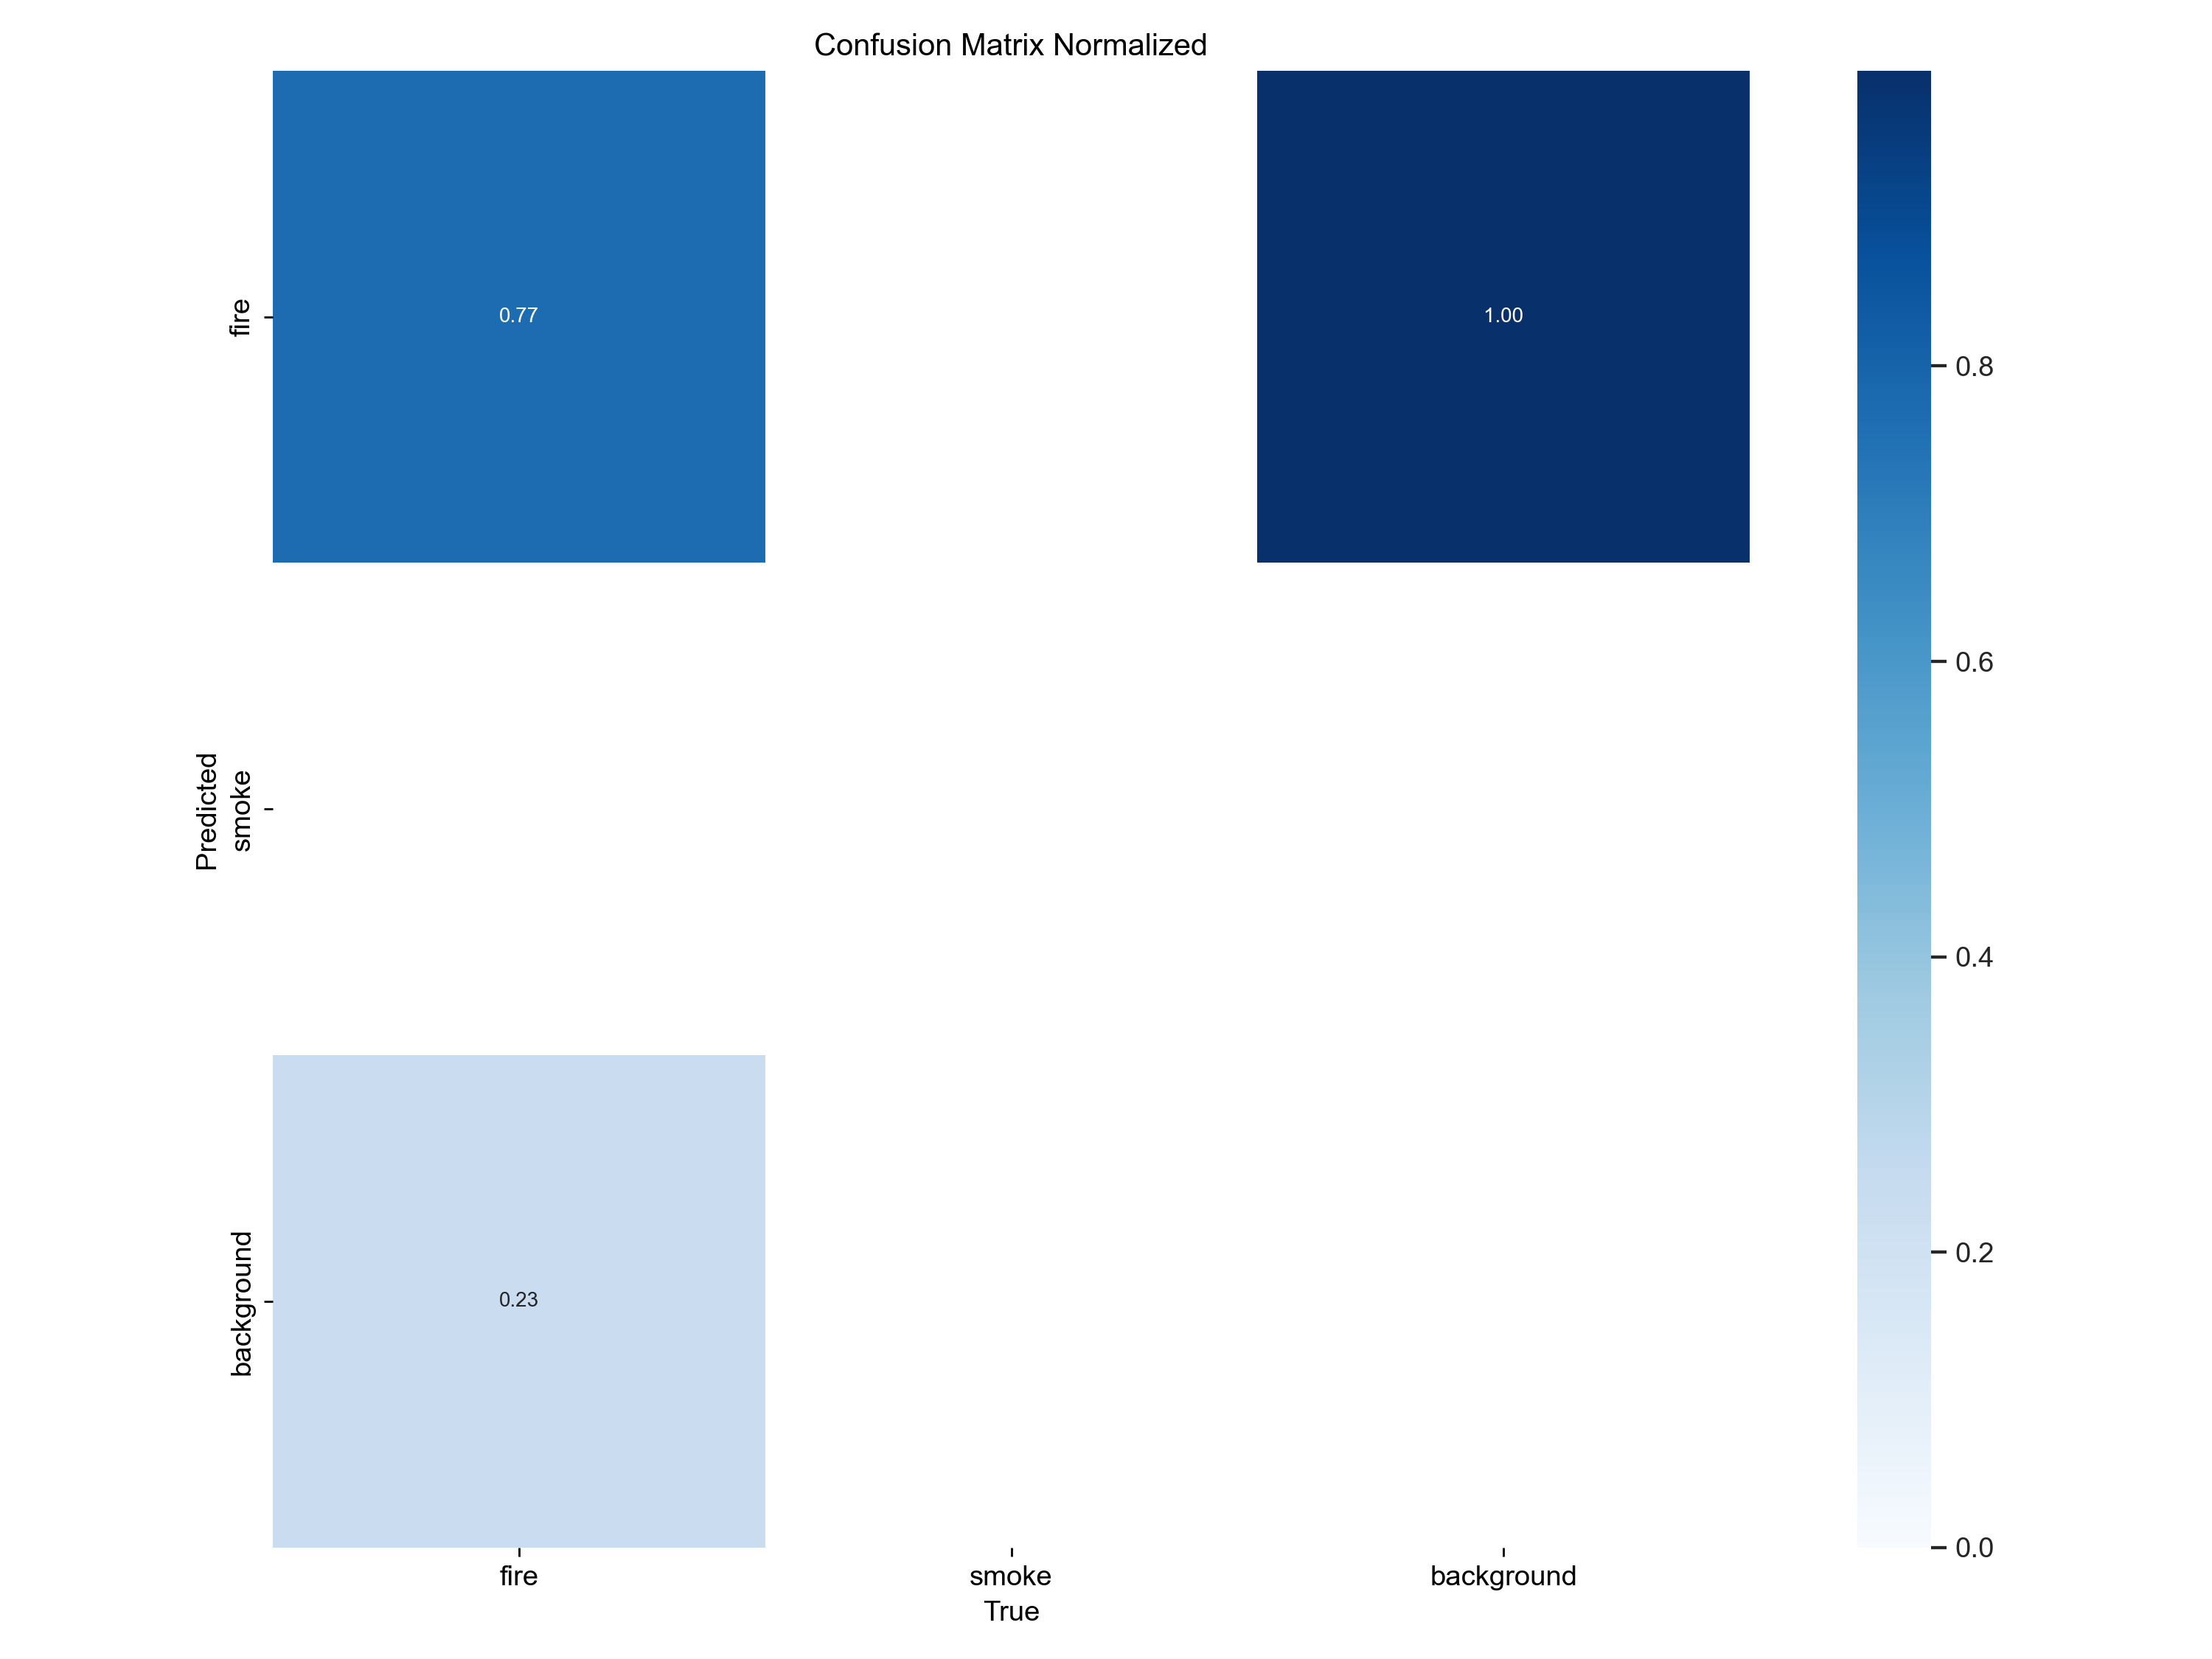 Confusion Matrix Normalized
fire
0.77
1.00
Predicted
smoke
background
0.23
fire
smoke
background
True
0.8
0.6
0.4
0.2
0.0